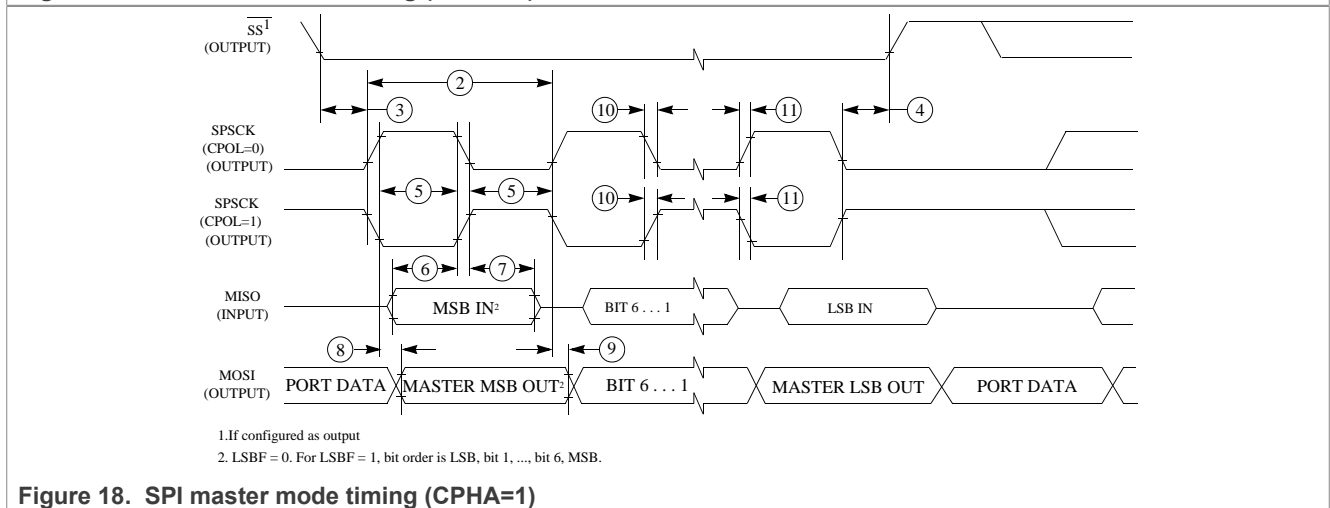 SS1
(OUTPUT)
2
3
10
11
4
SPSCK
(CPOL=0)
(OUTPUT)
5
5
SPSCK
(CPOL=1)
(OUTPUT)
10
11
6
7
MISO
(INPUT)
MSB IN2
BIT 6 . . . 1
LSB IN
8
9
MOSI
(OUTPUT)
PORT DATA
MASTER MSB OUT2
BIT 6 . . . 1
MASTER LSB OUT
PORT DATA
1.If configured as output
2. LSBF = 0. For LSBF = 1, bit order is LSB, bit 1, ..., bit 6, MSB.
Figure 18. SPI master mode timing (CPHA=1)